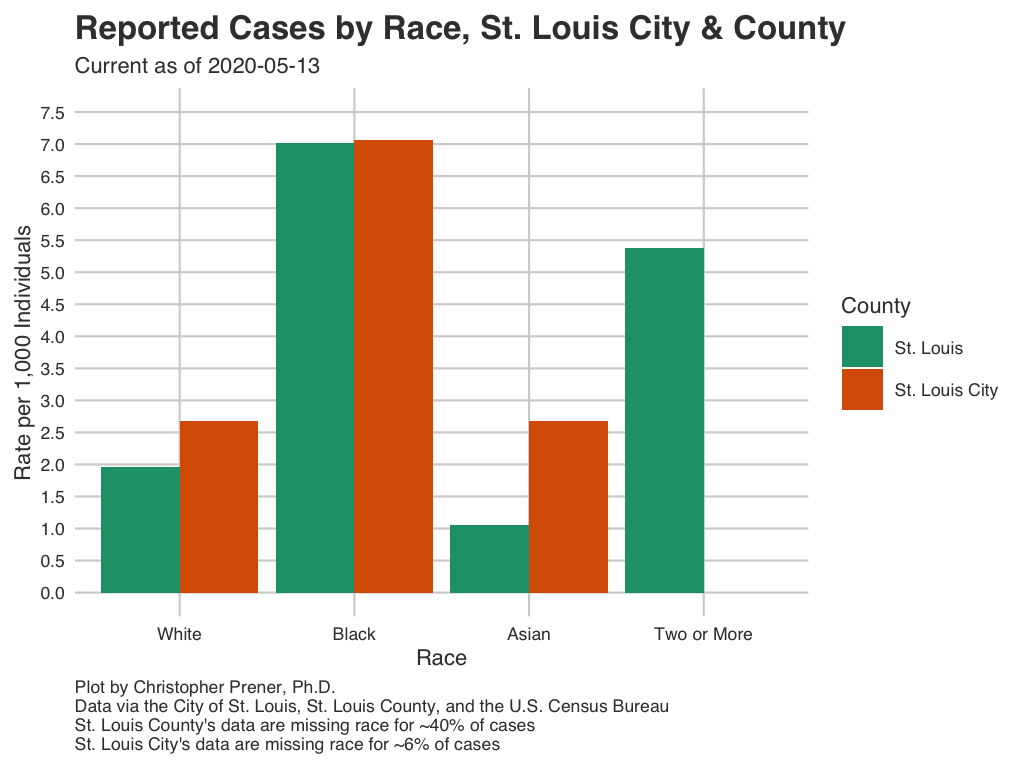 Reported Cases by Race, St. Louis City & County
Current as of 2020-05-13
7.5
7.0
6.5
6.0
5.5
5.0
4.5
4.0
3.5
3.0
2.5
2.0
1.5
1.0
0.5
0.0
Rate per 1,000 Individuals
White
Black
Asian
Two or More
Race
County
St. Louis
St. Louis City
Plot by Christopher Prener, Ph.D.
Data via the City of St. Louis, St. Louis County, and the U.S. Census Bureau
St. Louis County's data are missing race for ~40% of cases
St. Louis City's data are missing race for ~6% of cases